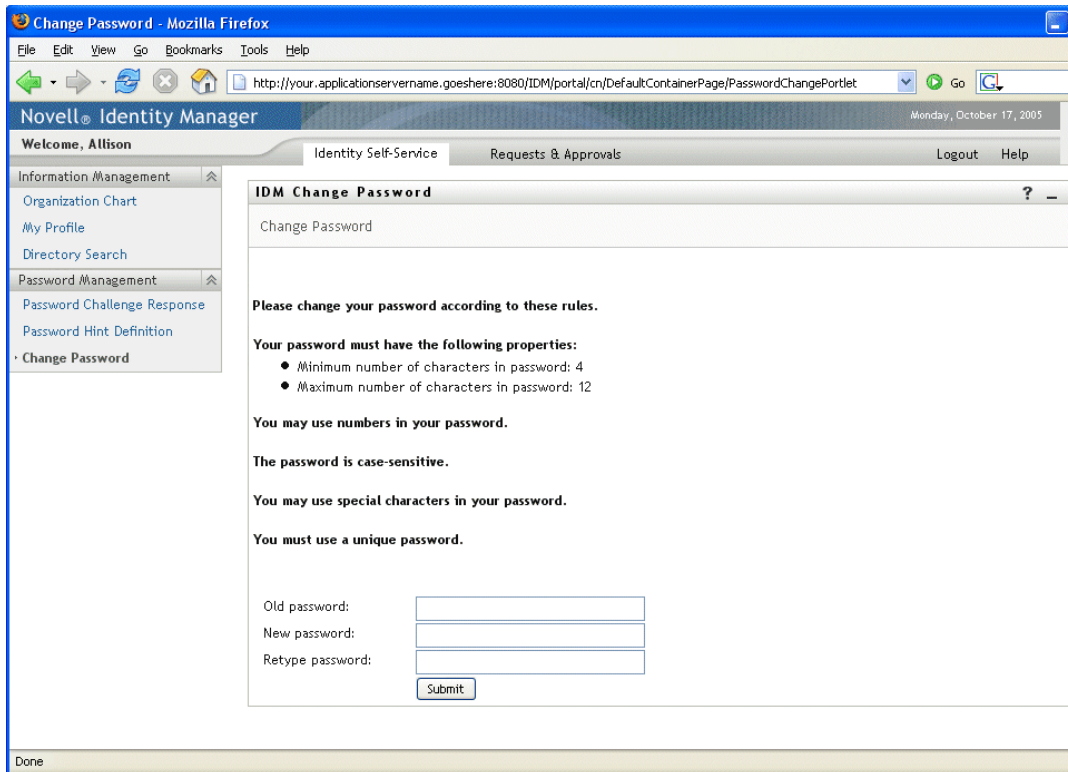 Change Password - Mozilla Firefox
File Edit View Go Bookmarks Tools Help
http://your.applicationservername.goeshere:8080/IDM/portal/cn/DefaultContainerPage/PasswordChangePortlet Go G
Novell® Identity Manager Monday, October 17, 2005
Welcome, Allison
Identity Self-Service Requests & Approvals Logout Help
Information Management
Organization Chart
My Profile
Directory Search
Password Management
Password Challenge Response
Password Hint Definition
Change Password
IDM Change Password ?
Change Password
Please change your password according to these rules.
Your password must have the following properties:
● Minimum number of characters in password: 4
● Maximum number of characters in password: 12
You may use numbers in your password.
The password is case-sensitive.
You may use special characters in your password.
You must use a unique password.
Old password:
New password:
Retype password:
Submit
Done